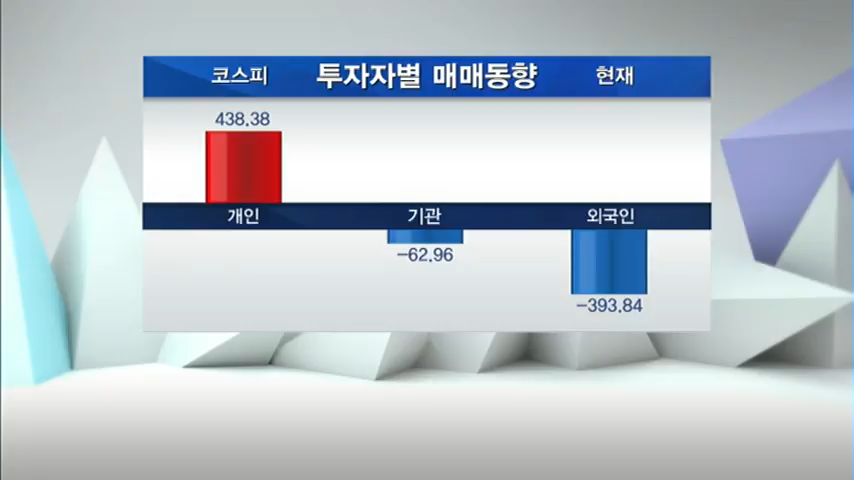 코스피 투자자별 매매동향 현재
438.38
개인 기관 외국인
-62.96
-393.84